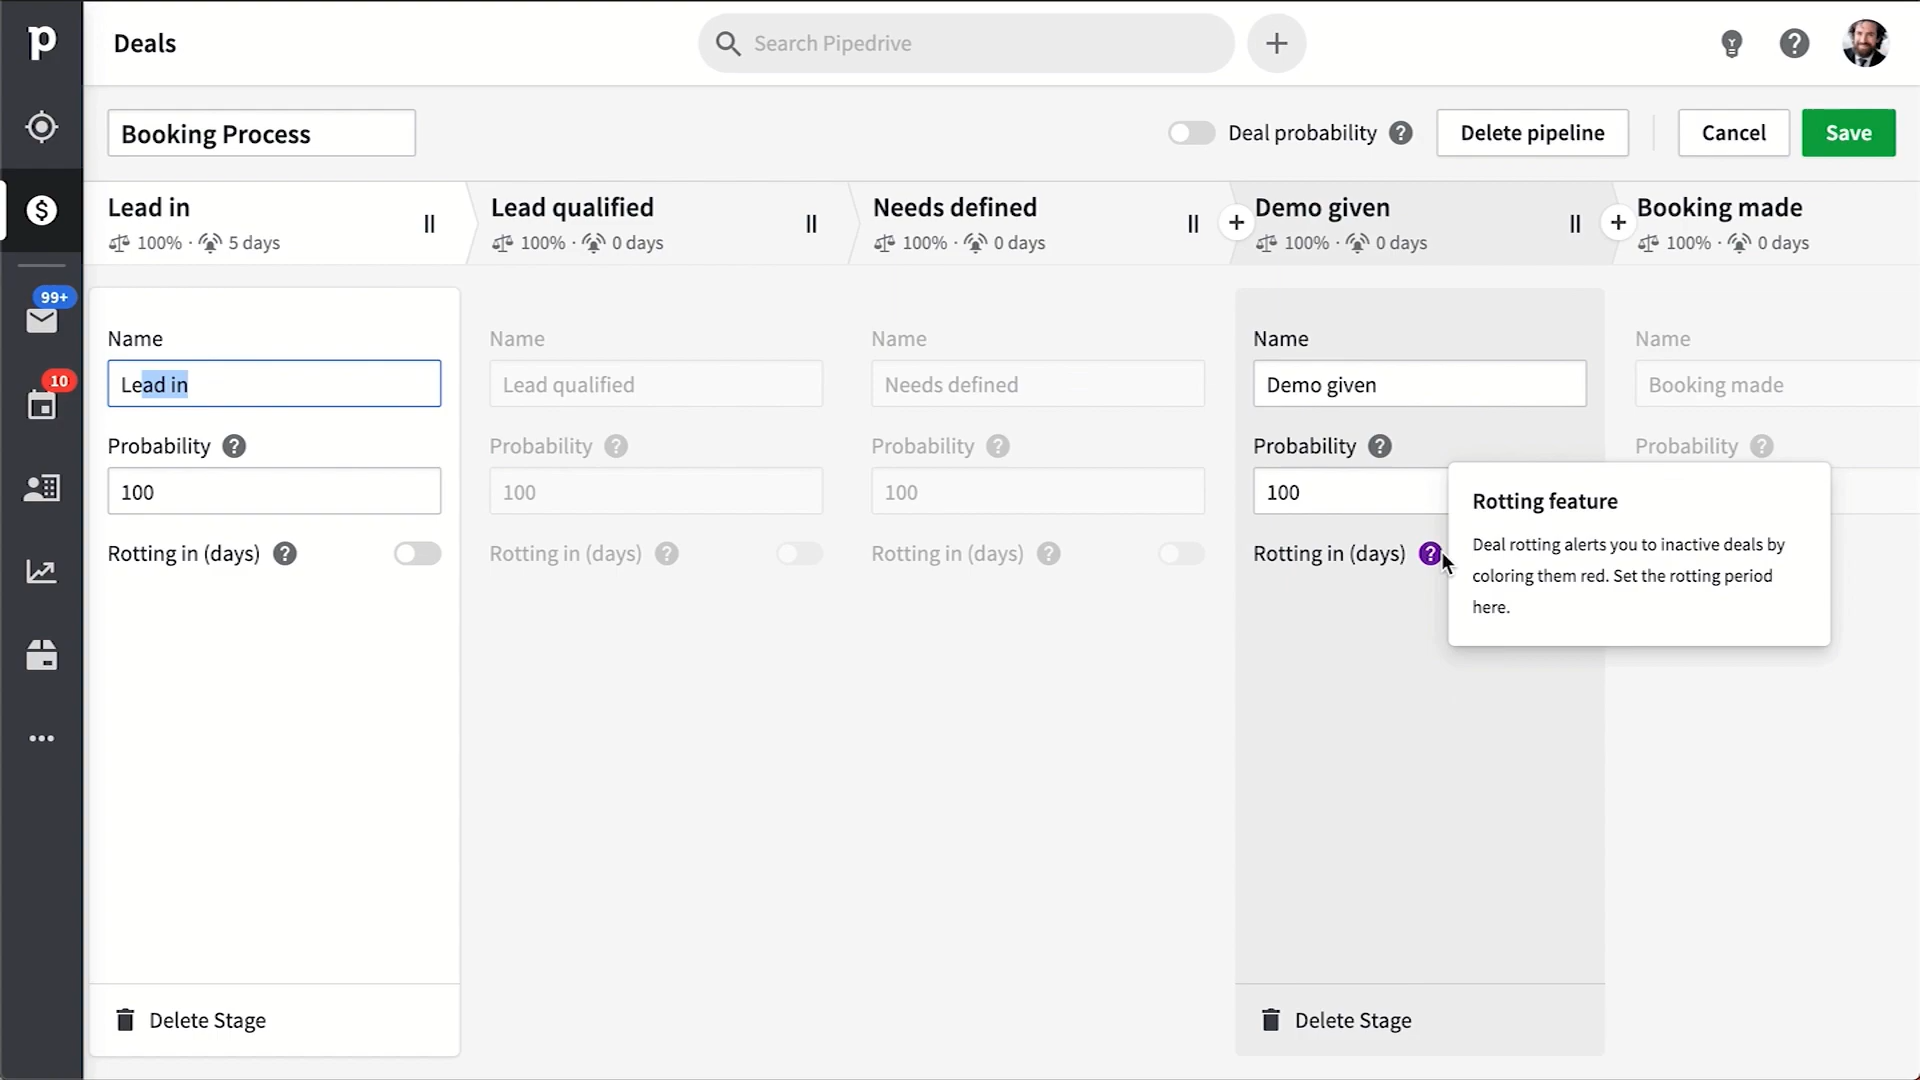 Deals
Search Pipedrive
Booking Process
Deal probability
Delete pipeline
Cancel
Save
Lead in
100% · 5 days
Lead qualified
100% · 0 days
Needs defined
100% · 0 days
Demo given
100% · 0 days
Booking made
100% · 0 days
99+
10
Name
Lead in
Probability
100
Rotting in (days)
Delete Stage
Name
Lead qualified
Probability
100
Rotting in (days)
Name
Needs defined
Probability
100
Rotting in (days)
Name
Demo given
Probability
100
Rotting in (days)
Delete Stage
Name
Booking made
Probability
Rotting feature
Deal rotting alerts you to inactive deals by
coloring them red. Set the rotting period
here.